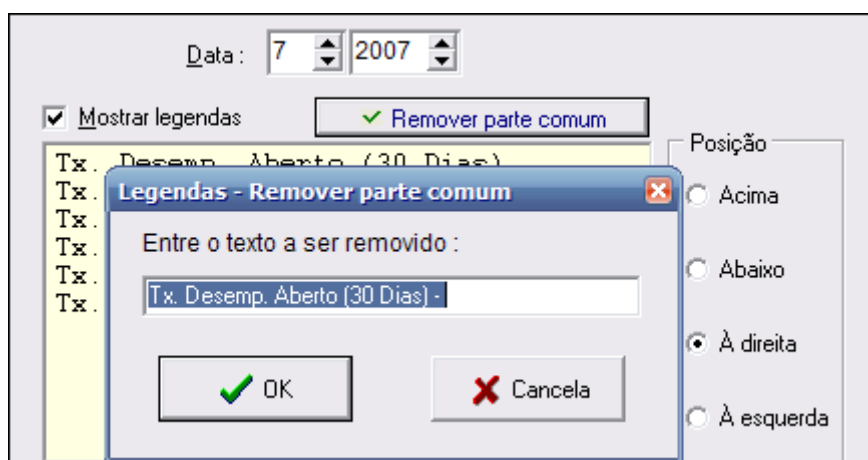 Data :
7
2007
Mostrar legendas
Remover parte comum
Posição
Tx. Desemp. Aberto (30 Dias)
Tx.
Tx.
Tx.
Tx.
Tx.
Legendas - Remover parte comum
Entre o texto a ser removido :
Tx. Desemp. Aberto (30 Dias) -
OK
Cancela
Acima
Abaixo
À direita
À esquerda